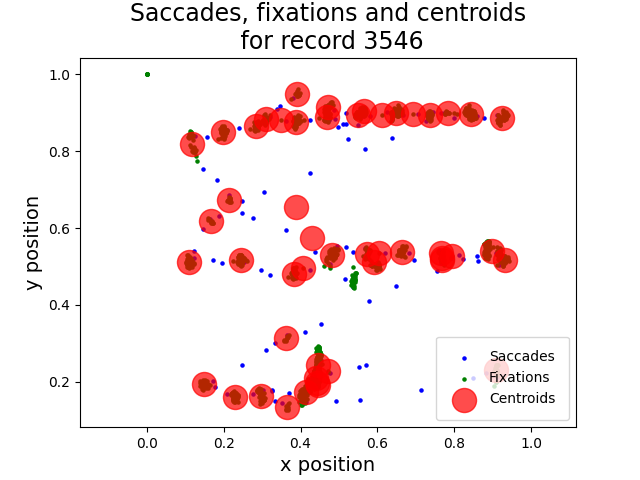 Saccades, fixations and centroids
for record 3546
1.0
0.8
0.6
0.4
0.2
y position
0.0
0.2
0.4
0.6
0.8
1.0
x position
Saccades
Fixations
Centroids